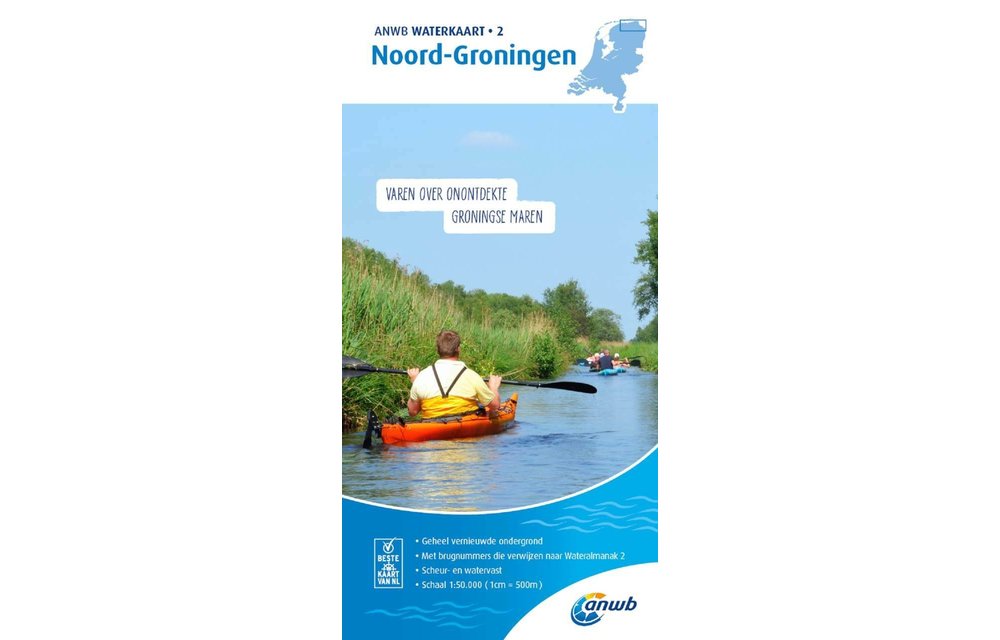 ANWB WATERKAART • 2
Noord-Groningen
VAREN OVER ONONTDEKTE
GRONINGSE MAREN
• Geheel vernieuwde ondergrond
• Met brugnummers die verwijzen naar Wateralmanak 2
• Scheur- en watervast
• Schaal 1:50.000 ( 1cm = 500m )
BESTE
KAART
VAN NL
anwb